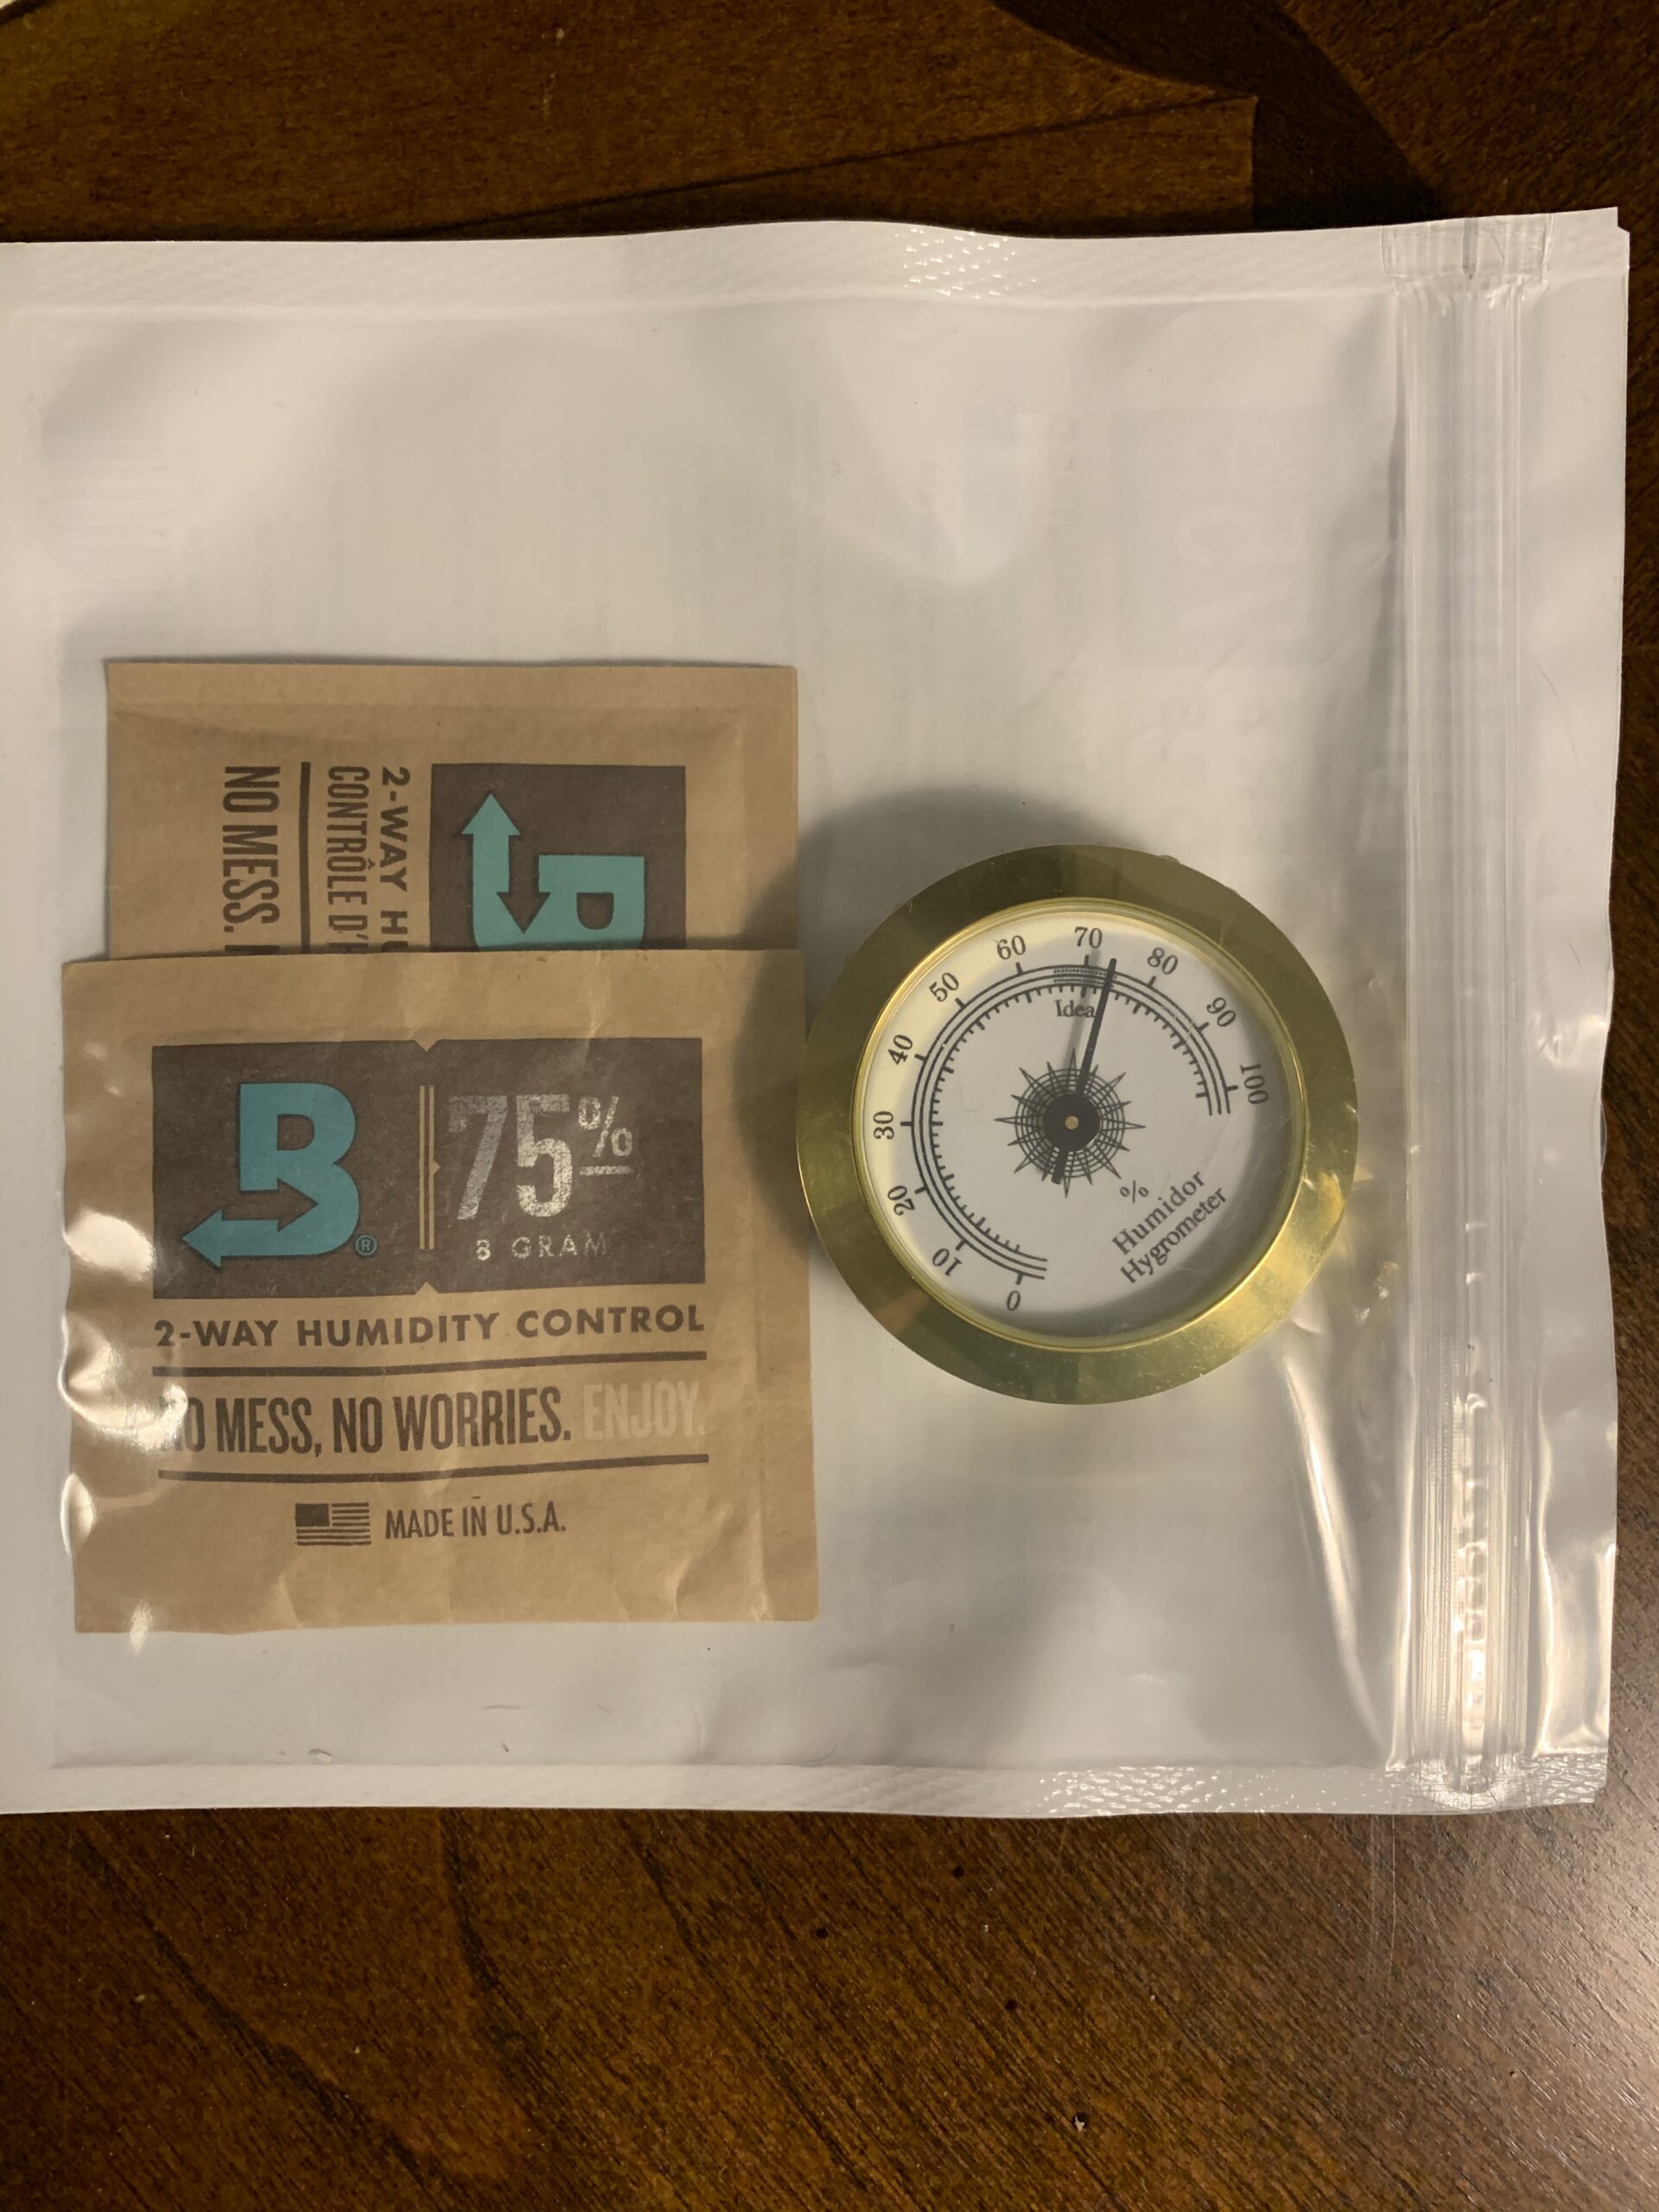 2-WAY HU
CONTRÔLE D'H
NO MESS.
B
B®
75%
8 GRAM
2-WAY HUMIDITY CONTROL
NO MESS, NO WORRIES. ENJOY.
MADE IN U.S.A.
0
10
20
30
40
50
60
70
80
90
100
Idea
%
Humidor
Hygrometer